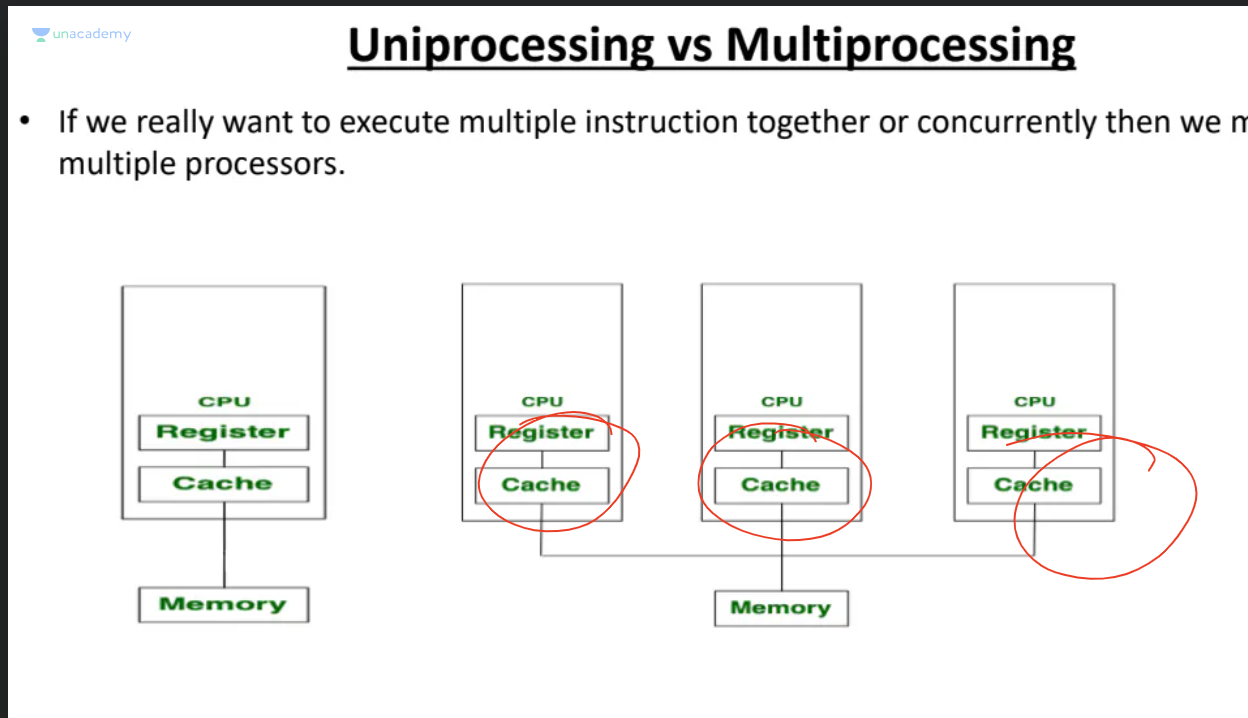 unacademy
Uniprocessing vs Multiprocessing
• If we really want to execute multiple instruction together or concurrently then we
multiple processors.
CPU CPU CPU CPU
Register Register Register Register
Cache Cache Cache Cache
Memory Memory